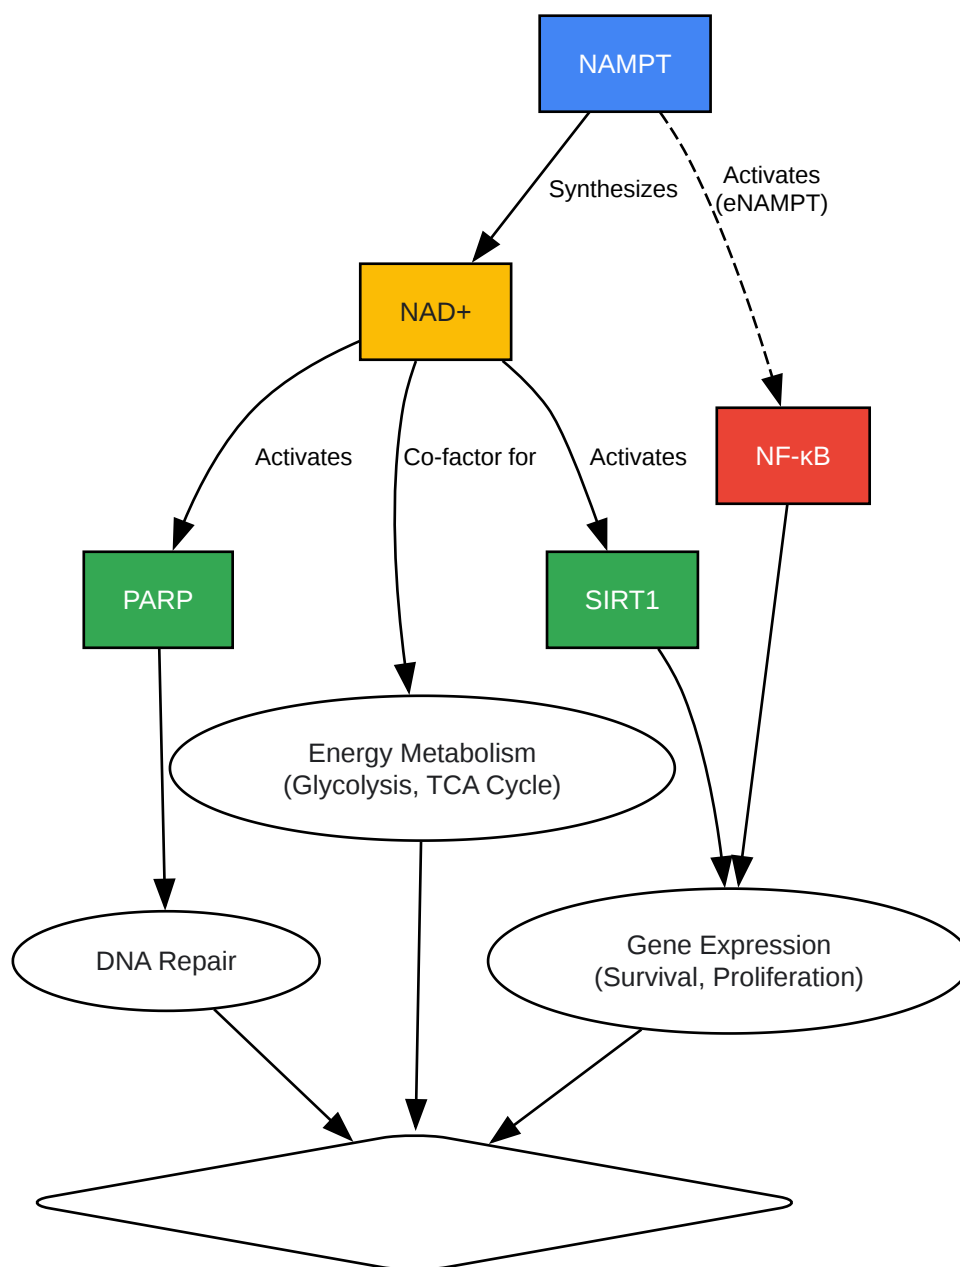 NAMPT
Synthesizes
Activates
(eNAMPT)
NAD+
NF-κB
Activates
Co-factor for
Activates
PARP
SIRT1
Energy Metabolism
(Glycolysis, TCA Cycle)
DNA Repair
Gene Expression
(Survival, Proliferation)